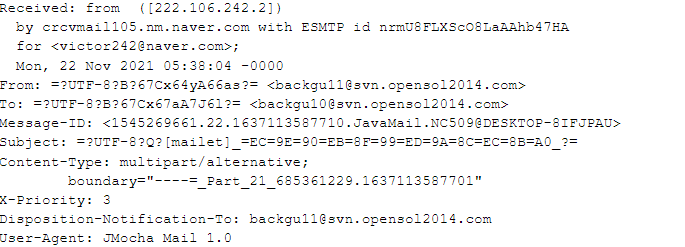 Received: from  ([222.106.242.2])
by crcvmail105.nm.naver.com with ESMTP id nrmU8FLXScO8LaAAhb47HA
for <victor242@naver.com>;
Mon, 22 Nov 2021 05:38:04 -0000
From: =?UTF-8?B?67Cx64yA66as?= <backgu11@svn.opensol2014.com>
To: =?UTF-8?B?67Cx67aA7J6l?= <backgu10@svn.opensol2014.com>
Message-ID: <1545269661.22.1637113587710.JavaMail.NC509@DESKTOP-8IFJPAU>
Subject: =?UTF-8?Q?[mailet]_=EC=9E=90=EB=8F=99=ED=9A=8C=EC=8B=A0_?=
Content-Type: multipart/alternative;
boundary="----=_Part_21_685361229.1637113587701"
X-Priority: 3
Disposition-Notification-To: backgu11@svn.opensol2014.com
User-Agent: JMocha Mail 1.0